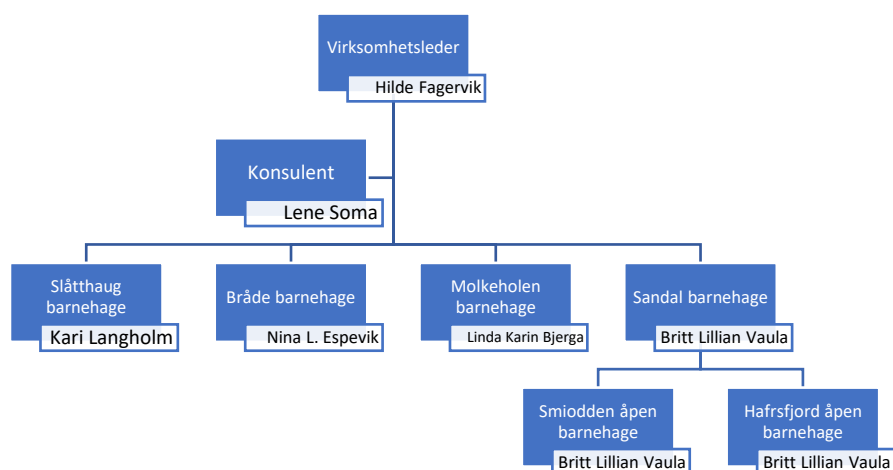 Virksomhetsleder
Hilde Fagervik
Konsulent
Lene Soma
Slåtthaug
barnehage
Kari Langholm
Bråde barnehage
Nina L. Espevik
Molkeholen
barnehage
Linda Karin Bjerga
Sandal barnehage
Britt Lillian Vaula
Smiodden åpen
barnehage
Britt Lillian Vaula
Hafrsfjord åpen
barnehage
Britt Lillian Vaula